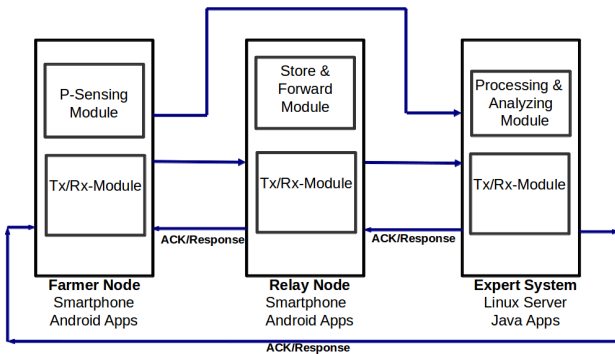 P-Sensing
Module
Tx/Rx-Module
Farmer Node
Smartphone
Android Apps
Store &
Forward
Module
Tx/Rx-Module
Relay Node
Smartphone
Android Apps
Processing &
Analyzing
Module
Tx/Rx-Module
Expert System
Linux Server
Java Apps
ACK/Response
ACK/Response
ACK/Response